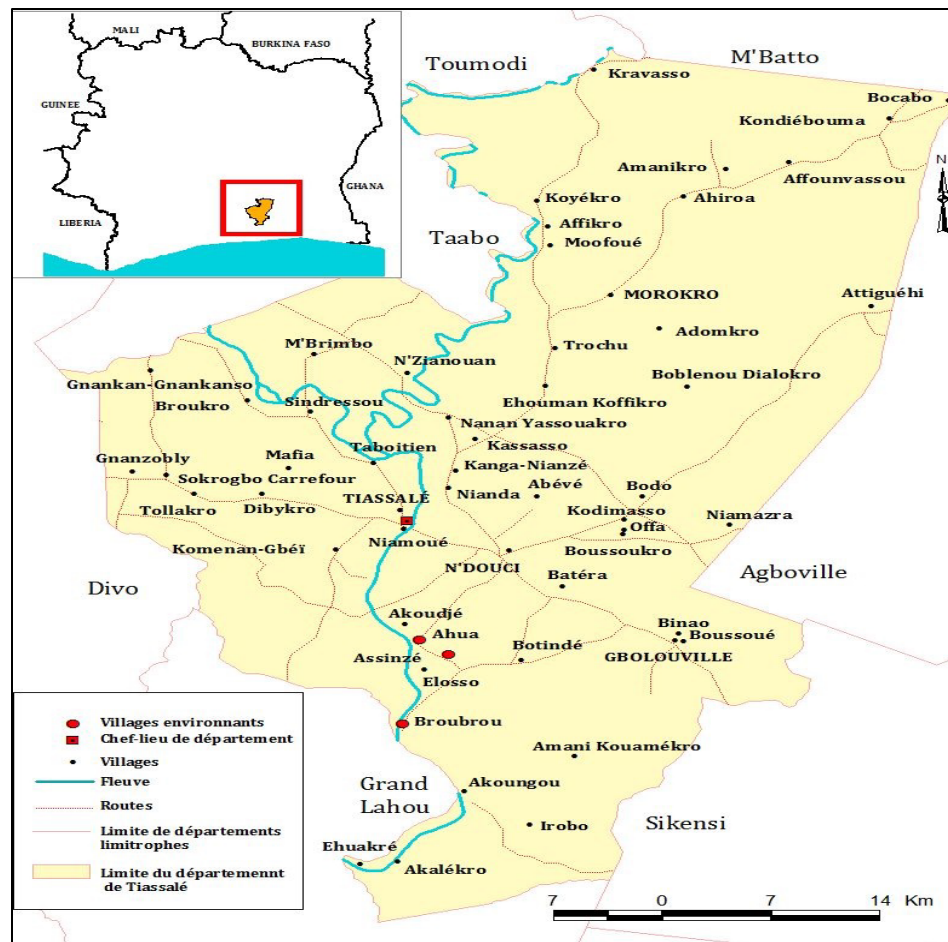 MALI
BURKINA FASO
GUINEE
GHANA
LIBERIA
Toumodi
M'Batto
Kravasso
Bocabo
Kondiébouma
Amanikro
Affounvassou
N
Koyékro
Ahiroa
Affikro
Taabo
Moofoué
MOROKRO
Attiguéhi
Adomkro
M'Brimbo
Trochu
N'Zianouan
Gnankan-Gnankanso
Boblenou Dialokro
Broukro
Sindressou
Ehouman Koffikro
Nanan Yassouakro
Kassasso
Taboitien
Gnanzobly
Mafia
Kanga-Nianzé
Sokrogbo Carrefour
Abévé
Bodo
TIASSALE
Nianda
Tollakro
Dibykro
Kodimasso
Offa
Niamazra
Niamoué
Komenan-Gbéï
Boussoukro
N'DOUCI
Divo
Batéra
Agboville
Akoudjé
Ahua
Binao
Botindé
Boussoué
Assinzé
GBOLOUVILLE
Elosso
Broubrou
Amani Kouamékro
Grand
Lahou
Akoungou
Irobo
Sikensi
Ehuakré
Akalékro
Villages environnants
Chef-lieu de département
Villages
Fleuve
Routes
Limite de départements
limitrophes
Limite du départemennt
de Tiassalé
7 0 7 14 Km